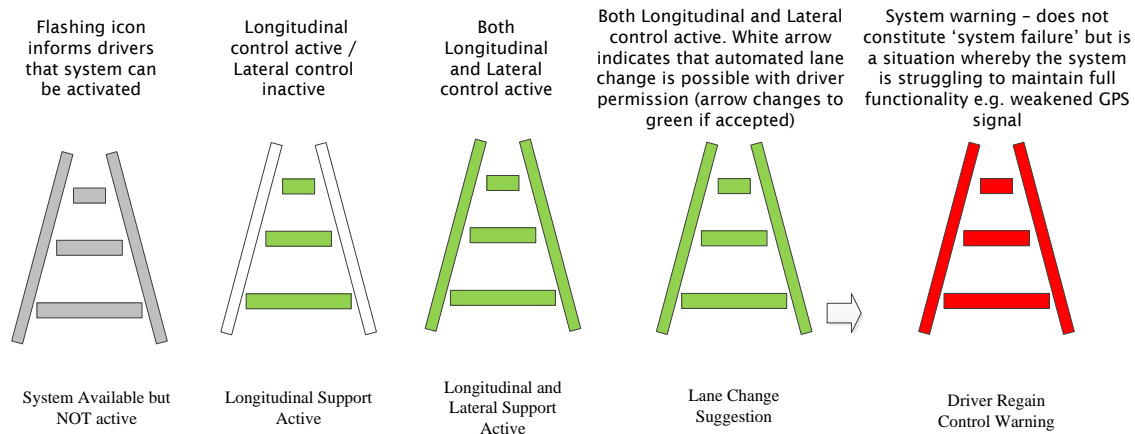 Flashing icon
informs drivers
that system can
be activated
Longitudinal
control active /
Lateral control
inactive
Both
Longitudinal
and Lateral
control active
Both Longitudinal and Lateral
control active. White arrow
indicates that automated lane
change is possible with driver
permission (arrow changes to
green if accepted)
System warning – does not
constitute ‘system failure’ but is
a situation whereby the system
is struggling to maintain full
functionality e.g. weakened GPS
signal
System Available but
NOT active
Longitudinal Support
Active
Longitudinal and
Lateral Support
Active
Lane Change
Suggestion
Driver Regain
Control Warning